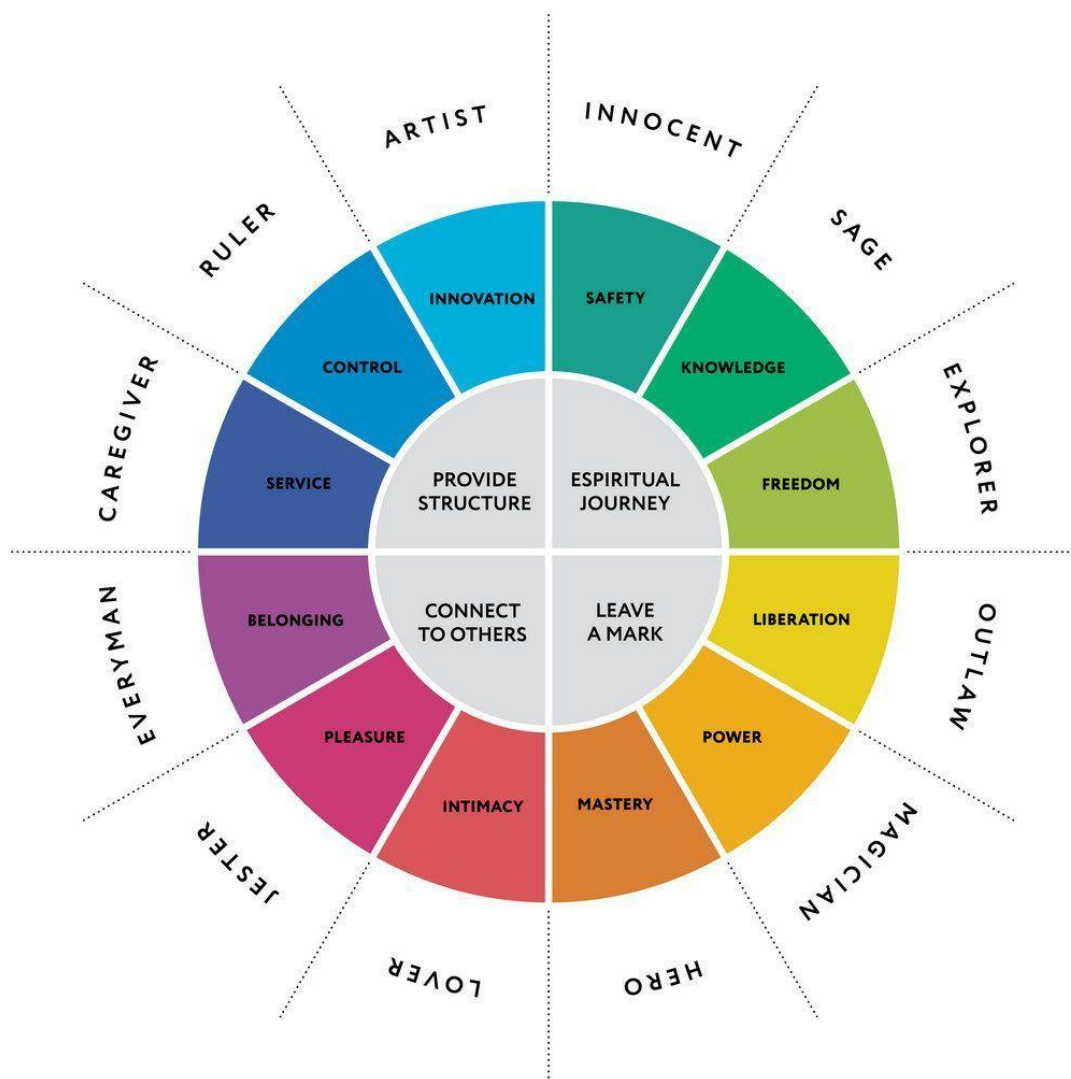 ARTIST
INNOCENT
RULER
SAGE
CAREGIVER
EXPLORER
INNOVATION
SAFETY
CONTROL
KNOWLEDGE
SERVICE
FREEDOM
PROVIDE
STRUCTURE
ESPIRITUAL
JOURNEY
CONNECT
TO OTHERS
LEAVE
A MARK
BELONGING
LIBERATION
PLEASURE
POWER
INTIMACY
MASTERY
EVERYMAN
OUTLAW
JESTER
MAGICIAN
LOVER
HERO